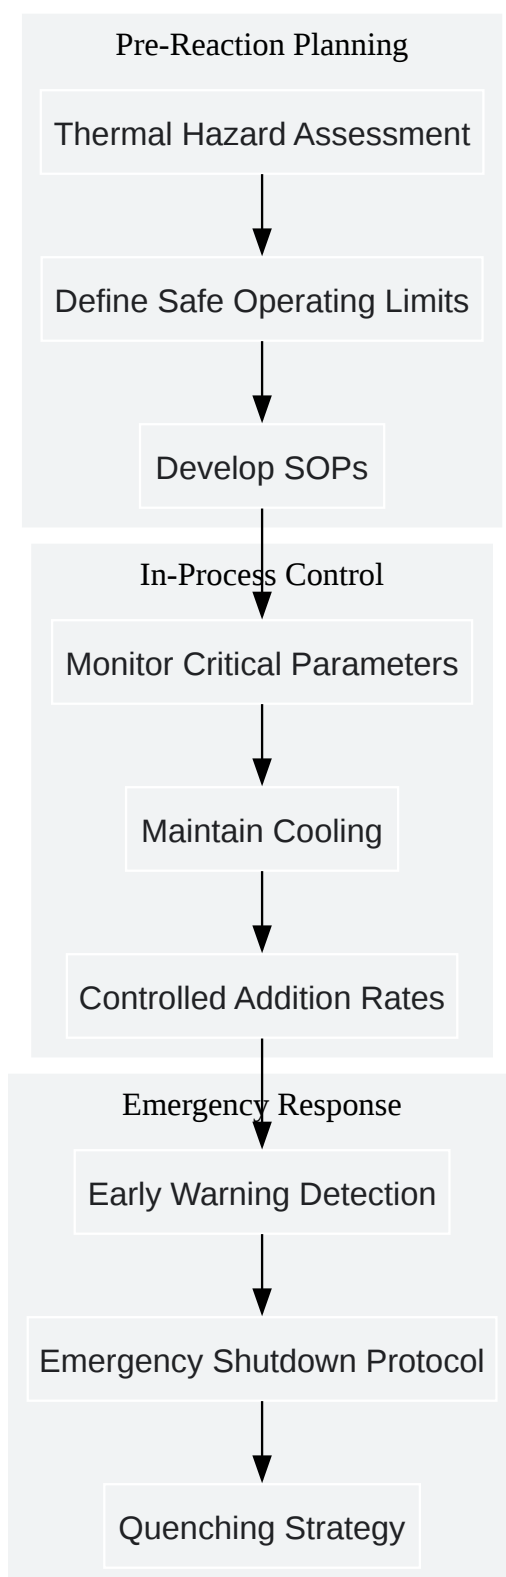 Pre-Reaction Planning
Thermal Hazard Assessment
Define Safe Operating Limits
Develop SOPs
In-Process Control
Monitor Critical Parameters
Maintain Cooling
Controlled Addition Rates
Emergency Response
Early Warning Detection
Emergency Shutdown Protocol
Quenching Strategy